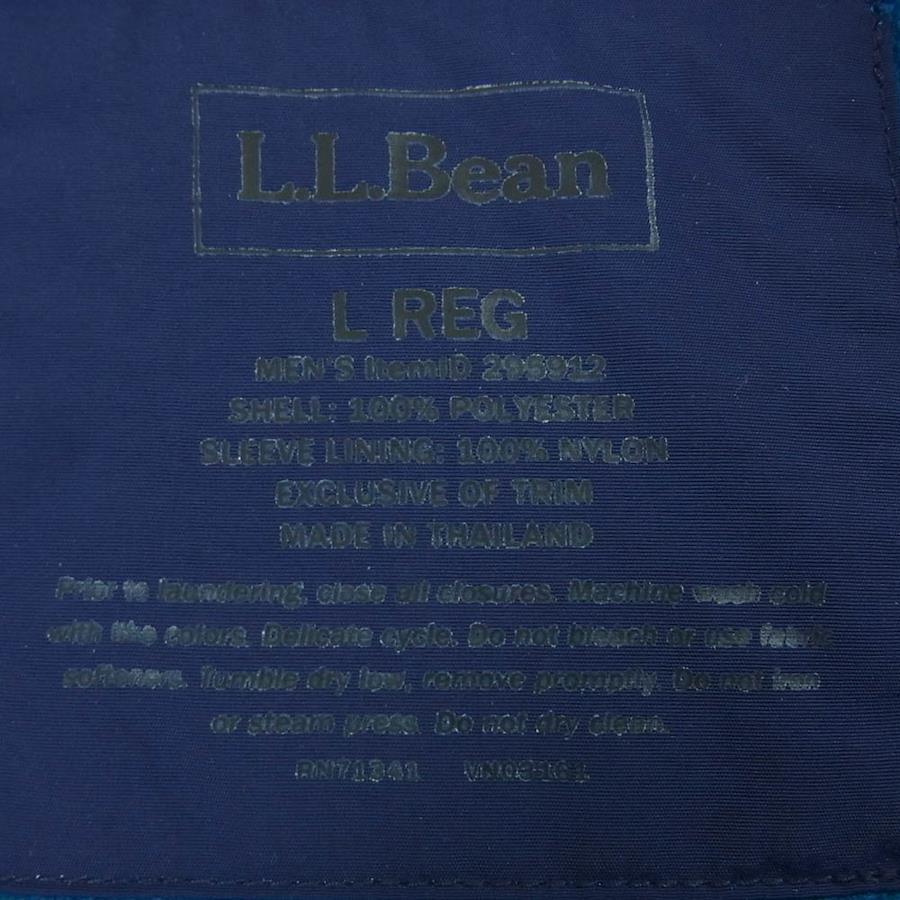 L.L.Bean
L REG
MEN'S ItemID 296912
SHELL: 100% POLYESTER
SLEEVE LINING: 100% NYLON
EXCLUSIVE OF TRIM
MADE IN THAILAND
Prior to laundering, close all closures. Machine wash cold
with like colors. Delicate cycle. Do not bleach or use fabric
softeners. Tumble dry low, remove promptly. Do not iron
or steam press. Do not dry clean.
RN71341